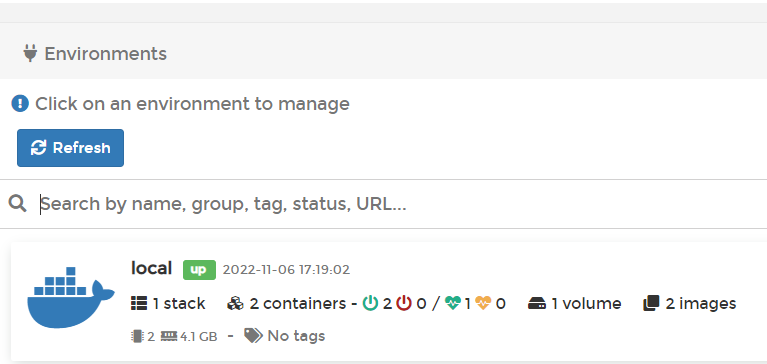 Environments
Click on an environment to manage
Refresh
Search by name, group, tag, status, URL...
local up 2022-11-06 17:19:02
1 stack 2 containers - 2 0 / 1 0 1 volume 2 images
2 4.1 GB - No tags